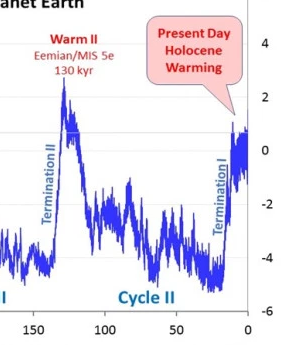 anet Earth
Warm II
Eemian/MIS 5e
130 kyr
Present Day
Holocene
Warming
4
2
0
-2
-4
-6
Termination II
Termination I
II
Cycle II
150
100
50
0